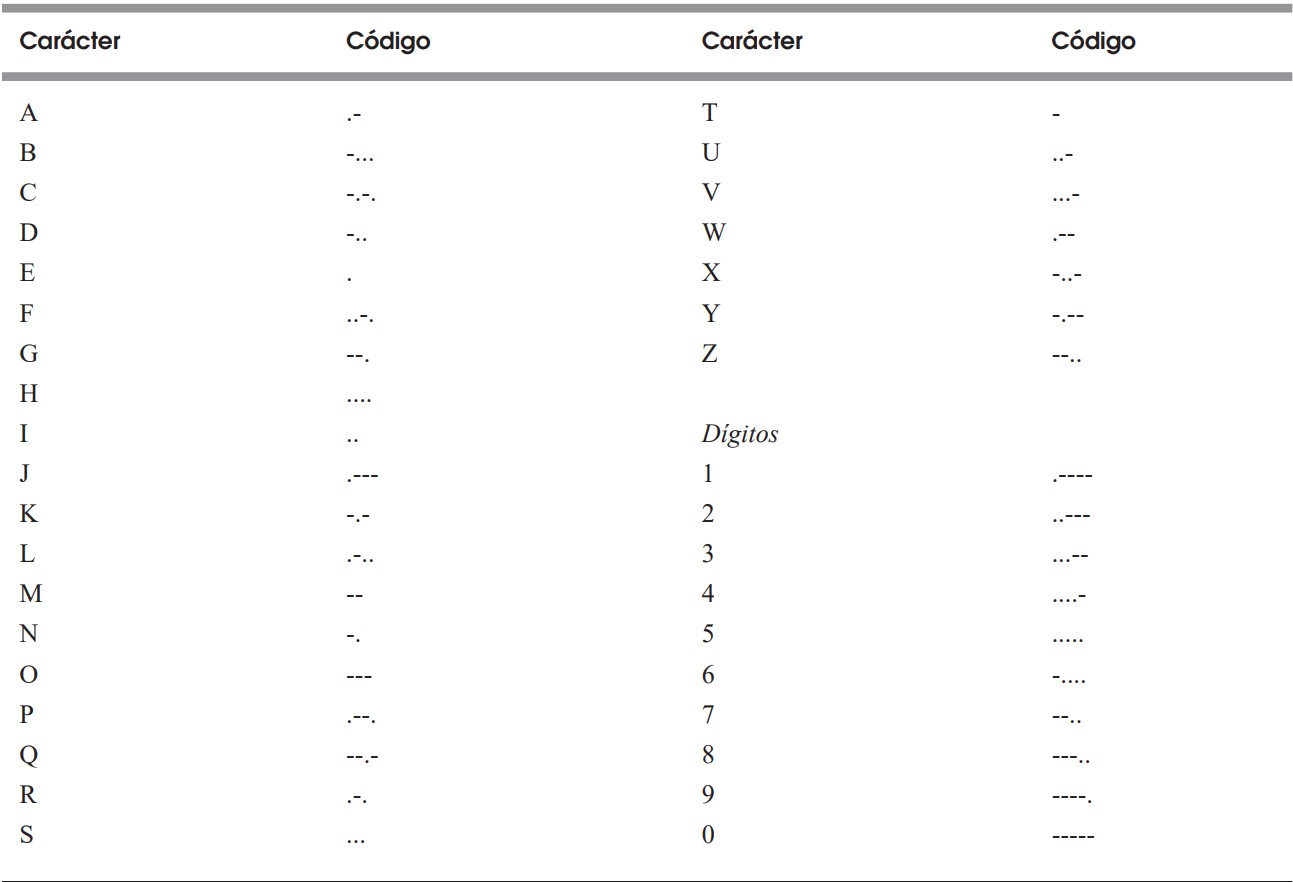 Carácter Código Carácter Código
A .- T -
B -... U ..-
C -.-. V ...-
D -.. W .--
E . X -..-
F ..-. Y -.--
G --. Z --..
H ....
I .. Dígitos
J .--- 1 .----
K -.- 2 ..---
L .-.. 3 ...--
M -- 4 ....-
N -. 5 .....
O --- 6 -....
P .--. 7 --..
Q --.- 8 ---..
R .-. 9 ----.
S ... 0 -----